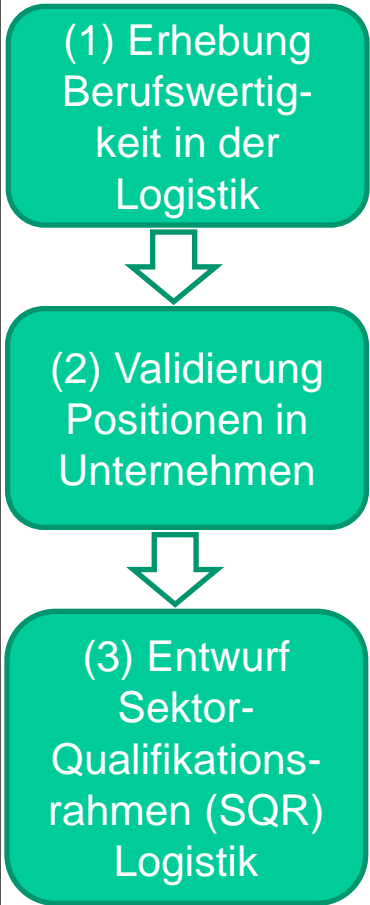 (1) Erhebung
Berufswertig-
keit in der
Logistik
(2) Validierung
Positionen in
Unternehmen
(3) Entwurf
Sektor-
Qualifikations-
rahmen (SQR)
Logistik